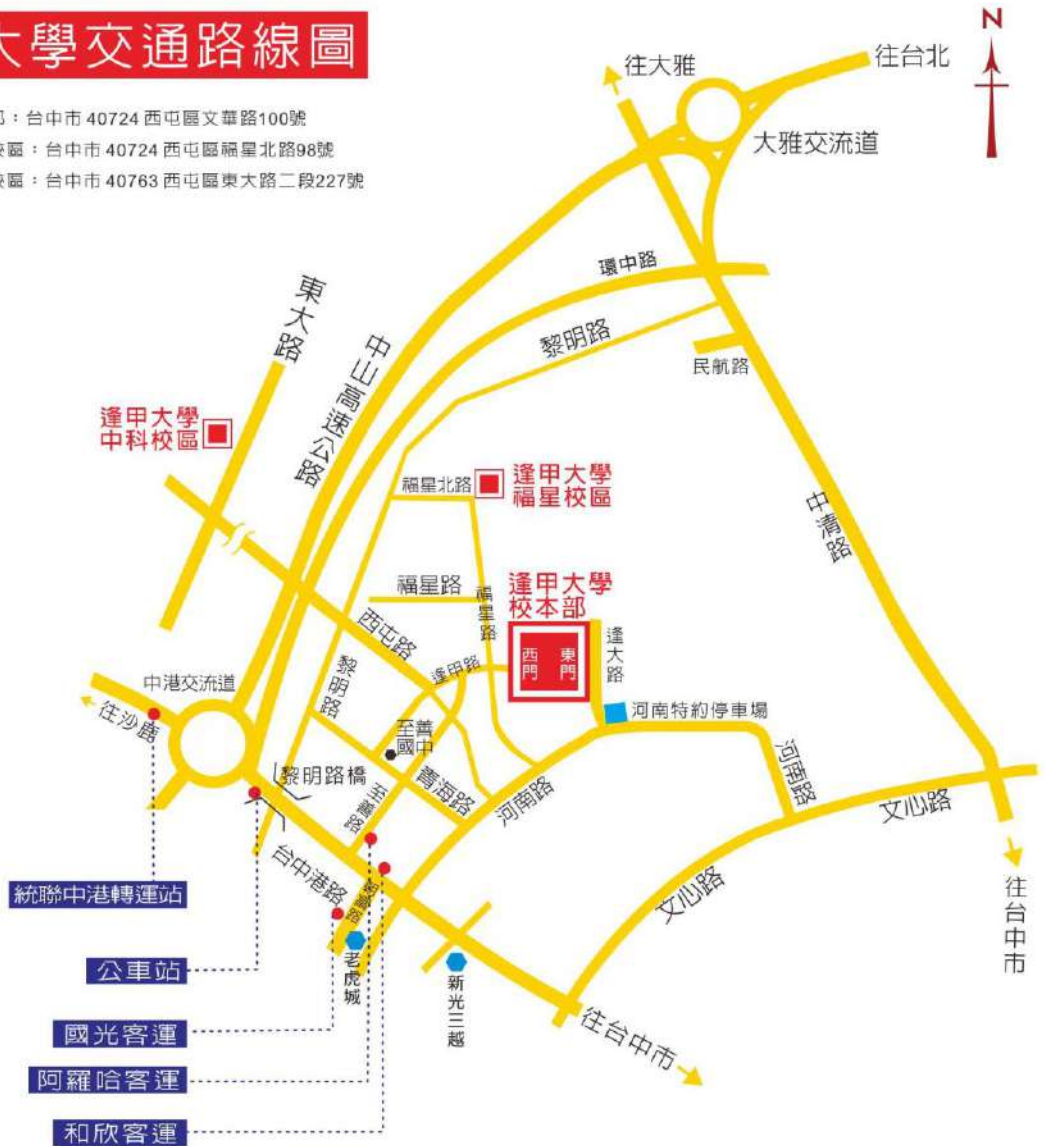 大學交通路線圖
部：台中市 40724 西屯區文華路100號
校區：台中市 40724 西屯區福星北路98號
校區：台中市 40763 西屯區東大路二段227號
N
往大雅
往台北
大雅交流道
環中路
黎明路
民航路
東大路
中山高速公路
逢甲大學
中科校區
福星北路
逢甲大學
福星校區
中清路
福星路
福星路
逢甲大學
校本部
西門
東門
逢大路
西屯路
逢甲路
黎明路
中港交流道
往沙鹿
至善
國中
河南特約停車場
河南路
黎明路橋
青海路
至善路
河南路
文心路
台中港路
文心路
往台中市
老虎城
新光三越
往台中市
統聯中港轉運站
公車站
國光客運
阿羅哈客運
和欣客運